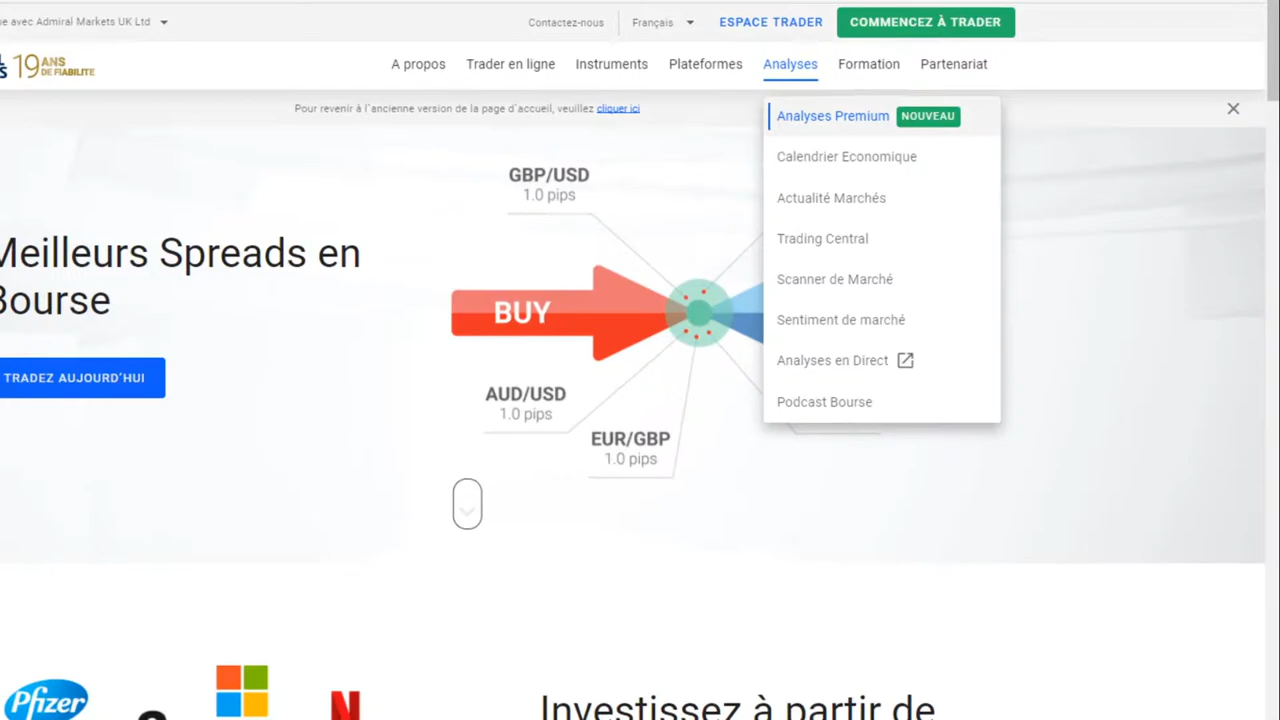 avec Admiral Markets UK Ltd
Contactez-nous
Français
ESPACE TRADER
COMMENCEZ À TRADER
19 ANS
DE FIABILITE
A propos
Trader en ligne
Instruments
Plateformes
Analyses
Formation
Partenariat
Pour revenir à l'ancienne version de la page d'accueil, veuillez cliquer ici
Analyses Premium NOUVEAU
Calendrier Economique
Actualité Marchés
Trading Central
Scanner de Marché
Sentiment de marché
Analyses en Direct
Podcast Bourse
Meilleurs Spreads en
Bourse
TRADEZ AUJOURD'HUI
GBP/USD
1.0 pips
BUY
AUD/USD
1.0 pips
EUR/GBP
1.0 pips
Pfizer
N
Investissez à partir de